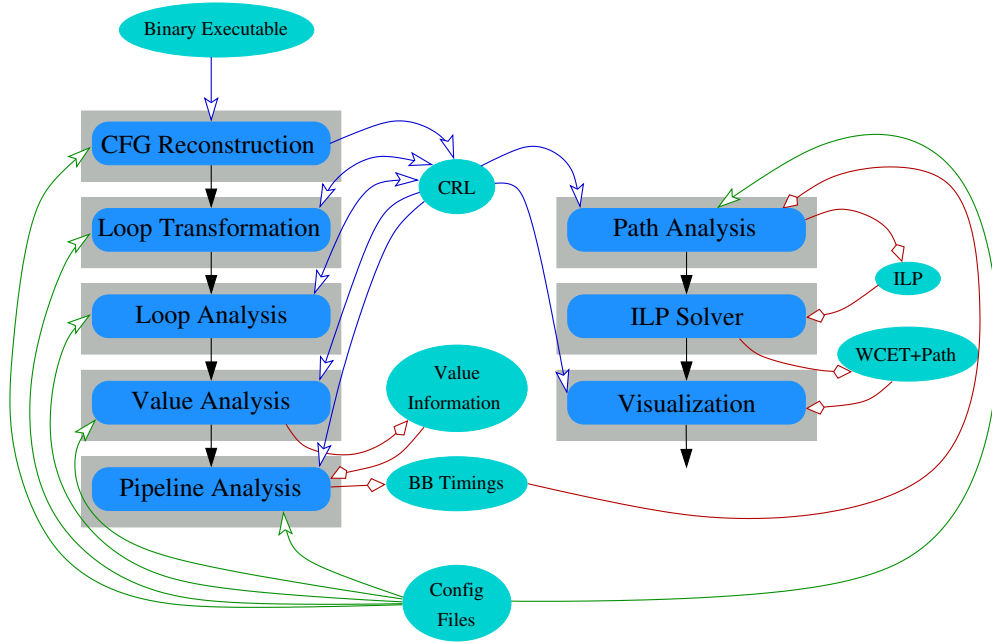 Binary Executable
CFG Reconstruction
CRL
Loop Transformation
Path Analysis
ILP
Loop Analysis
ILP Solver
WCET+Path
Value
Information
Value Analysis
Visualization
Pipeline Analysis
BB Timings
Config
Files